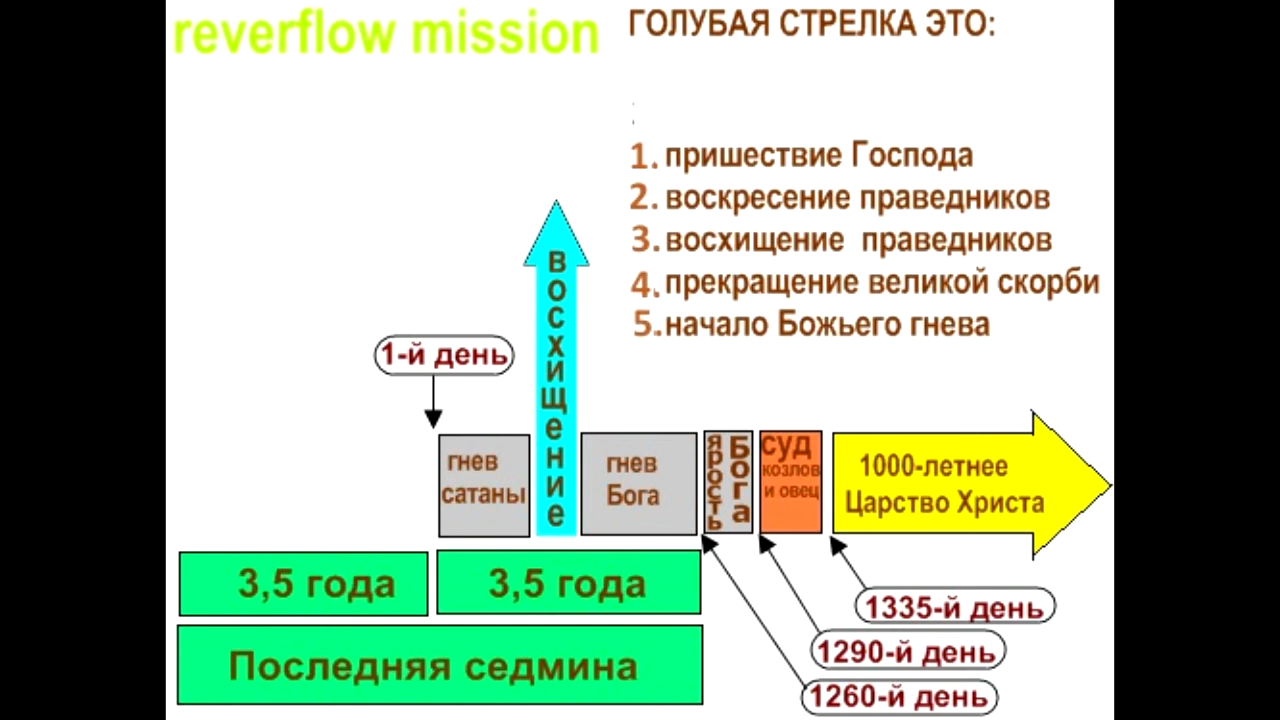 reverflow mission
ГОЛУБАЯ СТРЕЛКА ЭТО:
1. пришествие Господа
2. воскресение праведников
3. восхищение праведников
4. прекращение великой скорби
5. начало Божьего гнева
1-й день
восхищение
гнев
сатаны
гнев
Бога
ярость
Бога
суд
козлов
и овец
1000-летнее
Царство Христа
3,5 года
3,5 года
Последняя седмина
1335-й день
1290-й день
1260-й день